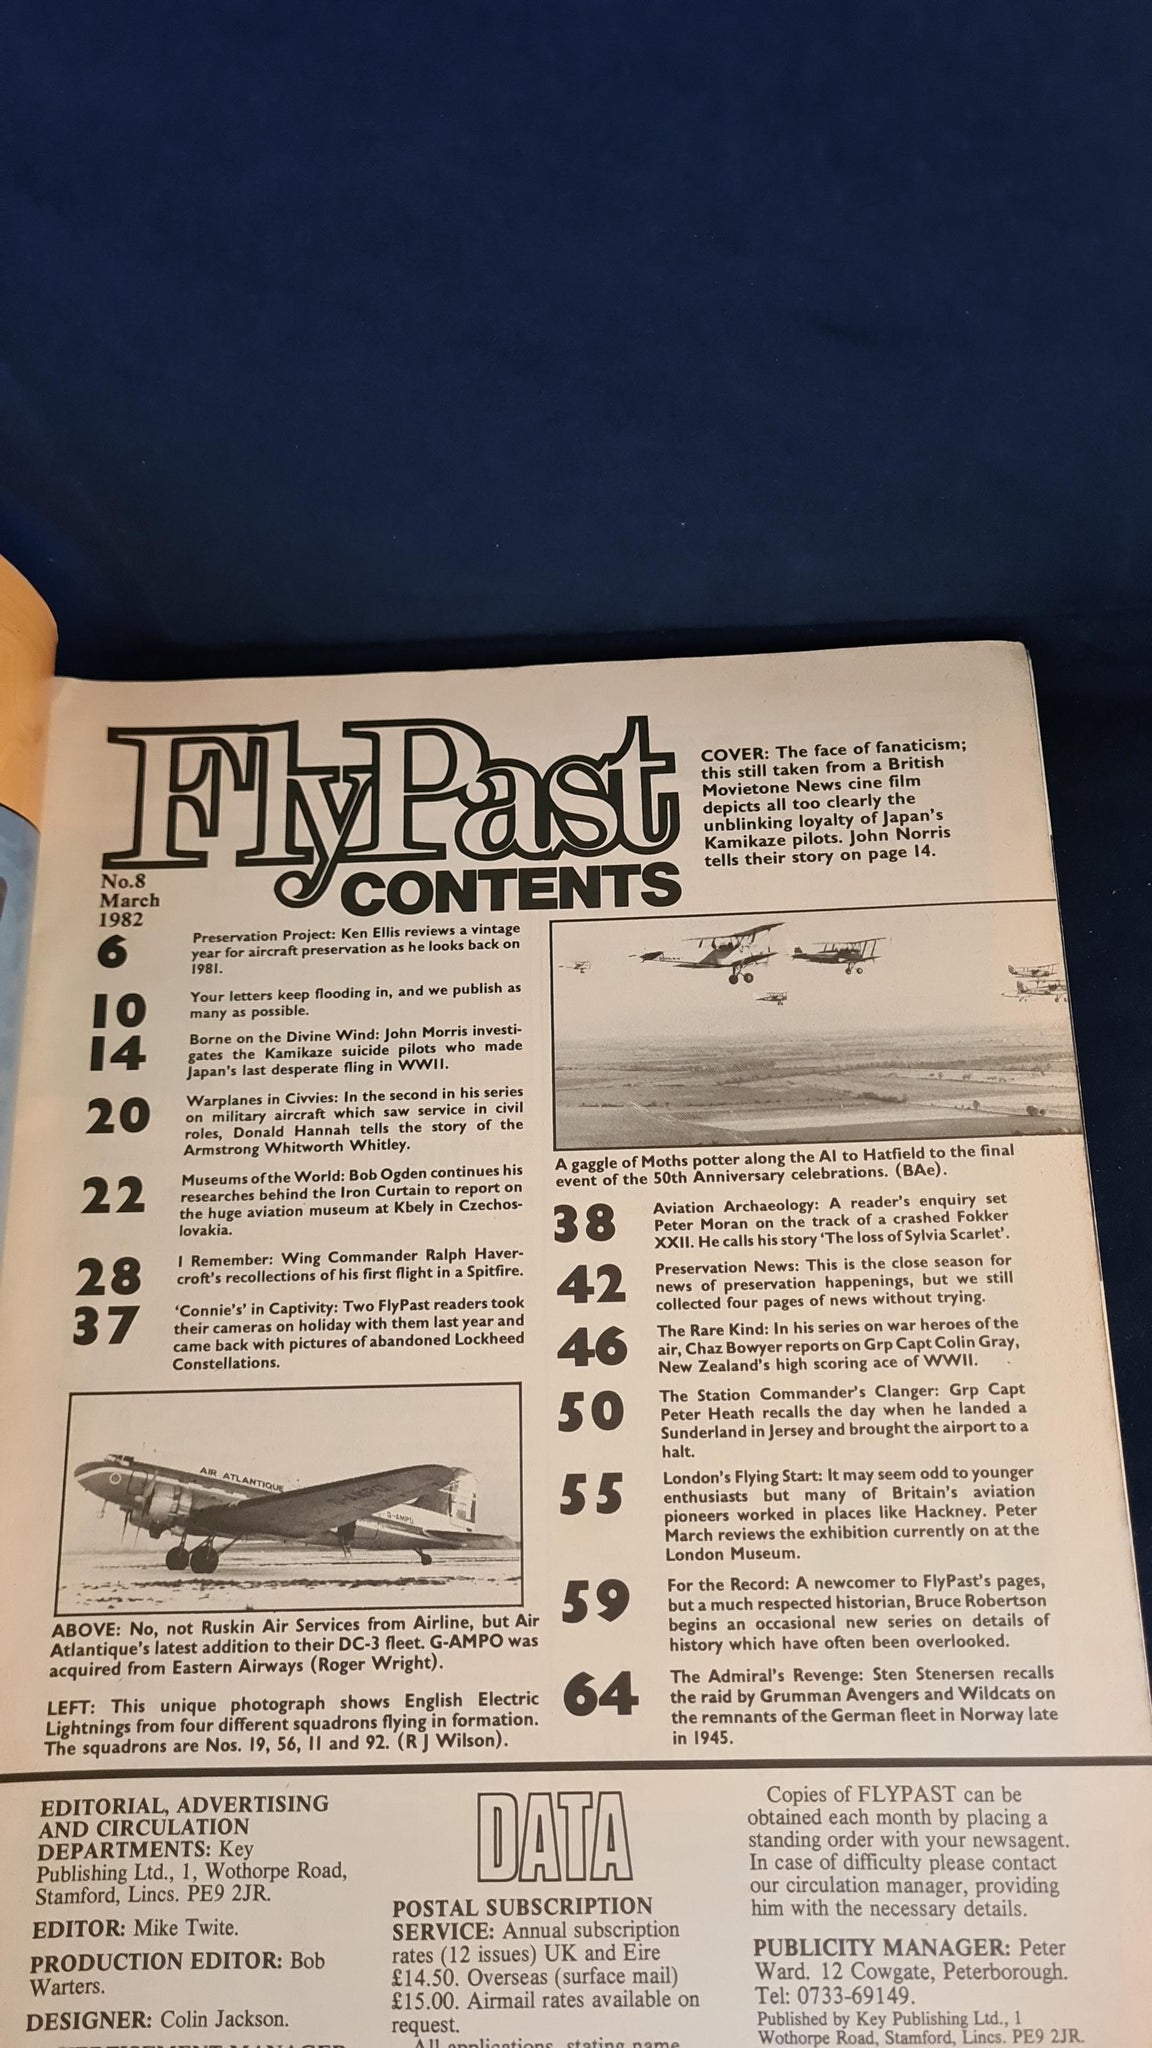 FlyPast
CONTENTS
No.8
March
1982
COVER: The face of fanaticism;
this still taken from a British
Movietone News cine film
depicts all too clearly the
unblinking loyalty of Japan's
Kamikaze pilots. John Norris
tells their story on page 14.
6
Preservation Project: Ken Ellis reviews a vintage
year for aircraft preservation as he looks back on
1981.
10
Your letters keep flooding in, and we publish as
many as possible.
14
Borne on the Divine Wind: John Morris investi-
gates the Kamikaze suicide pilots who made
Japan's last desperate fling in WWII.
20
Warplanes in Civvies: In the second in his series
on military aircraft which saw service in civil
roles, Donald Hannah tells the story of the
Armstrong Whitworth Whitley.
22
Museums of the World: Bob Ogden continues his
researches behind the Iron Curtain to report on
the huge aviation museum at Kbely in Czechos-
lovakia.
28
I Remember: Wing Commander Ralph Haver-
croft's recollections of his first flight in a Spitfire.
37
'Connie's' in Captivity: Two FlyPast readers took
their cameras on holiday with them last year and
came back with pictures of abandoned Lockheed
Constellations.
AIR ATLANTIQUE
G-AMPO
ABOVE: No, not Ruskin Air Services from Airline, but Air
Atlantique's latest addition to their DC-3 fleet. G-AMPO was
acquired from Eastern Airways (Roger Wright).
LEFT: This unique photograph shows English Electric
Lightnings from four different squadrons flying in formation.
The squadrons are Nos. 19, 56, 11 and 92. (R J Wilson).
A gaggle of Moths potter along the A1 to Hatfield to the final
event of the 50th Anniversary celebrations. (BAe).
38
Aviation Archaeology: A reader's enquiry set
Peter Moran on the track of a crashed Fokker
XXII. He calls his story 'The loss of Sylvia Scarlet'.
42
Preservation News: This is the close season for
news of preservation happenings, but we still
collected four pages of news without trying.
46
The Rare Kind: In his series on war heroes of the
air, Chaz Bowyer reports on Grp Capt Colin Gray,
New Zealand's high scoring ace of WWII.
50
The Station Commander's Clanger: Grp Capt
Peter Heath recalls the day when he landed a
Sunderland in Jersey and brought the airport to a
halt.
55
London's Flying Start: It may seem odd to younger
enthusiasts but many of Britain's aviation
pioneers worked in places like Hackney. Peter
March reviews the exhibition currently on at the
London Museum.
59
For the Record: A newcomer to FlyPast's pages,
but a much respected historian, Bruce Robertson
begins an occasional new series on details of
history which have often been overlooked.
64
The Admiral's Revenge: Sten Stenersen recalls
the raid by Grumman Avengers and Wildcats on
the remnants of the German fleet in Norway late
in 1945.
EDITORIAL, ADVERTISING
AND CIRCULATION
DEPARTMENTS: Key
Publishing Ltd., 1, Wothorpe Road,
Stamford, Lincs. PE9 2JR.
EDITOR: Mike Twite.
PRODUCTION EDITOR: Bob
Warters.
DESIGNER: Colin Jackson.
DATA
POSTAL SUBSCRIPTION
SERVICE: Annual subscription
rates (12 issues) UK and Eire
£14.50. Overseas (surface mail)
£15.00. Airmail rates available on
request.
All applications, stating name
Copies of FLYPAST can be
obtained each month by placing a
standing order with your newsagent.
In case of difficulty please contact
our circulation manager, providing
him with the necessary details.
PUBLICITY MANAGER: Peter
Ward. 12 Cowgate, Peterborough.
Tel: 0733-69149.
Published by Key Publishing Ltd., 1
Wothorpe Road, Stamford, Lincs. PE9 2JR.